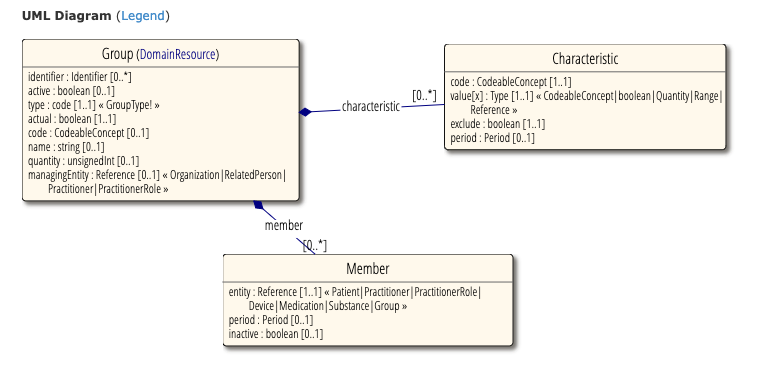 UML Diagram (Legend)
Group (DomainResource)
identifier : Identifier [0..*]
active : boolean [0..1]
type : code [1..1] « GroupType! »
actual : boolean [1..1]
code : CodeableConcept [0..1]
name : string [0..1]
quantity : unsignedInt [0..1]
managingEntity : Reference [0..1] « Organization|RelatedPerson|
Practitioner|PractitionerRole »
characteristic
[0..*]
Characteristic
code : CodeableConcept [1..1]
value[x] : Type [1..1] « CodeableConcept|boolean|Quantity|Range|
Reference »
exclude : boolean [1..1]
period : Period [0..1]
member
[0..*]
Member
entity : Reference [1..1] « Patient|Practitioner|PractitionerRole|
Device|Medication|Substance|Group »
period : Period [0..1]
inactive : boolean [0..1]